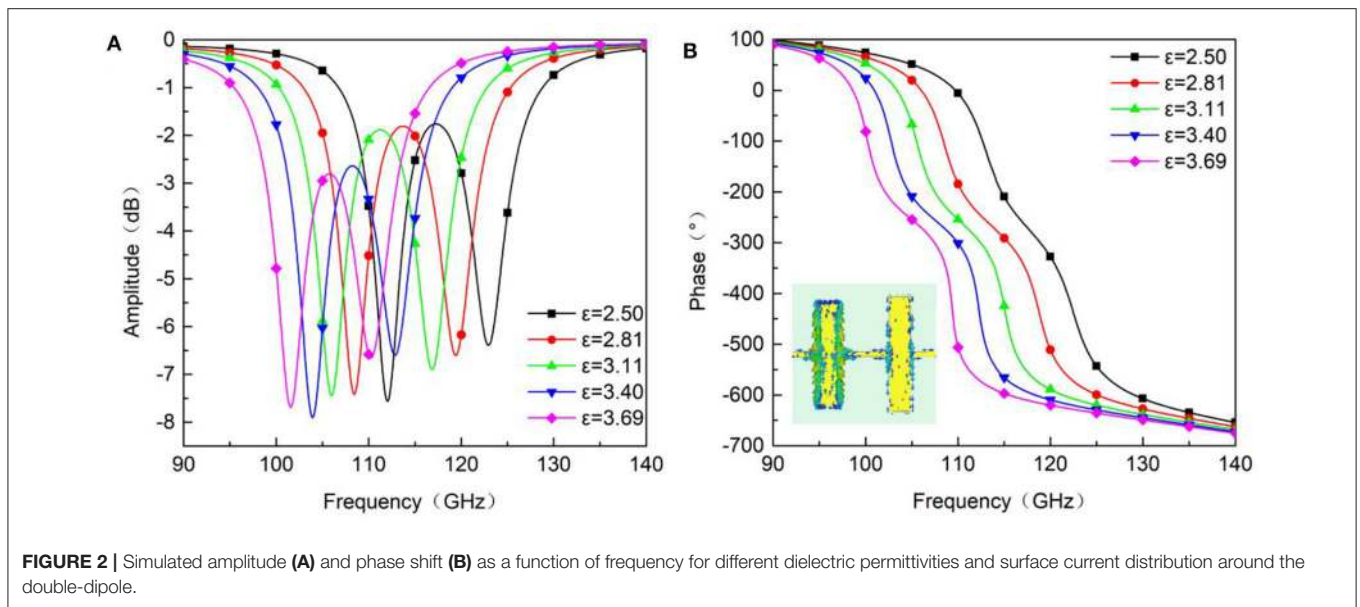 A
0
-1
-2
-3
-4
-5
-6
-7
-8
Amplitude (dB)
ε=2.50
ε=2.81
ε=3.11
ε=3.40
ε=3.69
90 100 110 120 130 140
Frequency (GHz)
B
100
0
-100
-200
-300
-400
-500
-600
-700
Phase (°)
ε=2.50
ε=2.81
ε=3.11
ε=3.40
ε=3.69
90 100 110 120 130 140
Frequency (GHz)
FIGURE 2 | Simulated amplitude (A) and phase shift (B) as a function of frequency for different dielectric permittivities and surface current distribution around the
double-dipole.